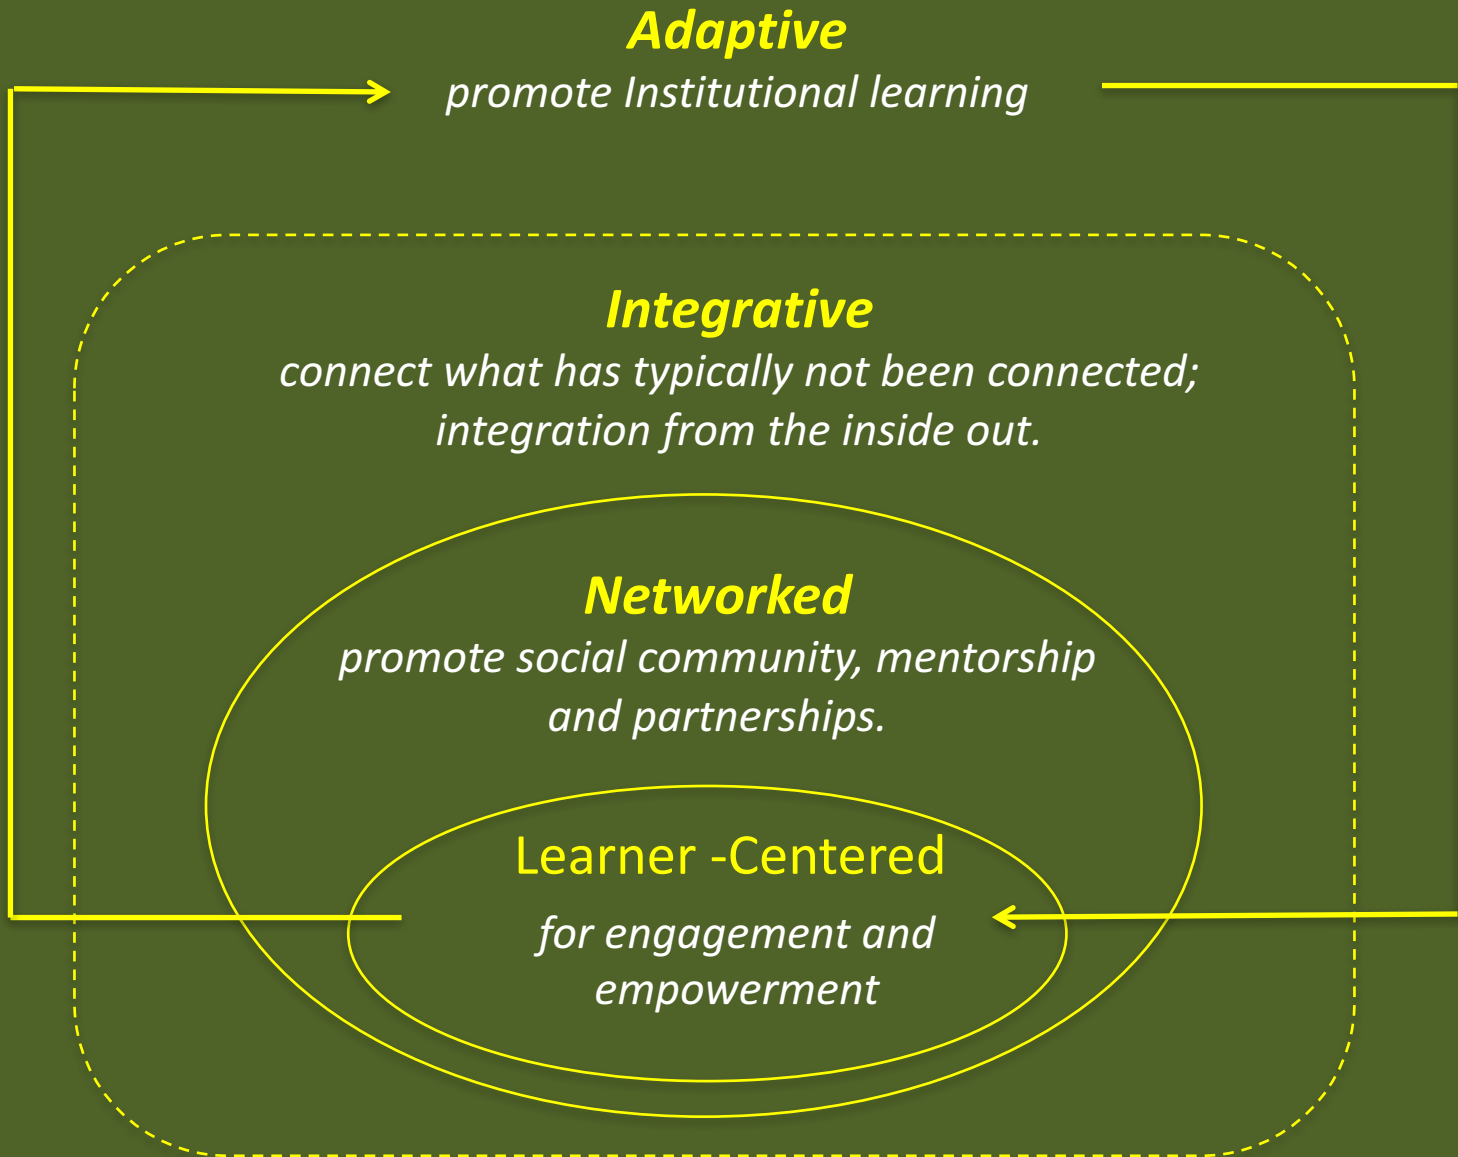 Adaptive
promote Institutional learning
Integrative
connect what has typically not been connected;
integration from the inside out.
Networked
promote social community, mentorship
and partnerships.
Learner -Centered
for engagement and
empowerment